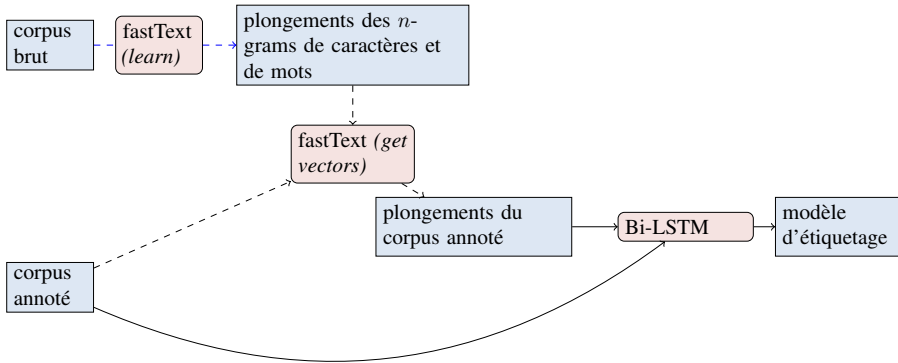 corpus
brut
fastText
(learn)
plongements des n-
grams de caractères et
de mots
fastText (get
vectors)
plongements du
corpus annoté
Bi-LSTM
modèle
d'étiquetage
corpus
annoté